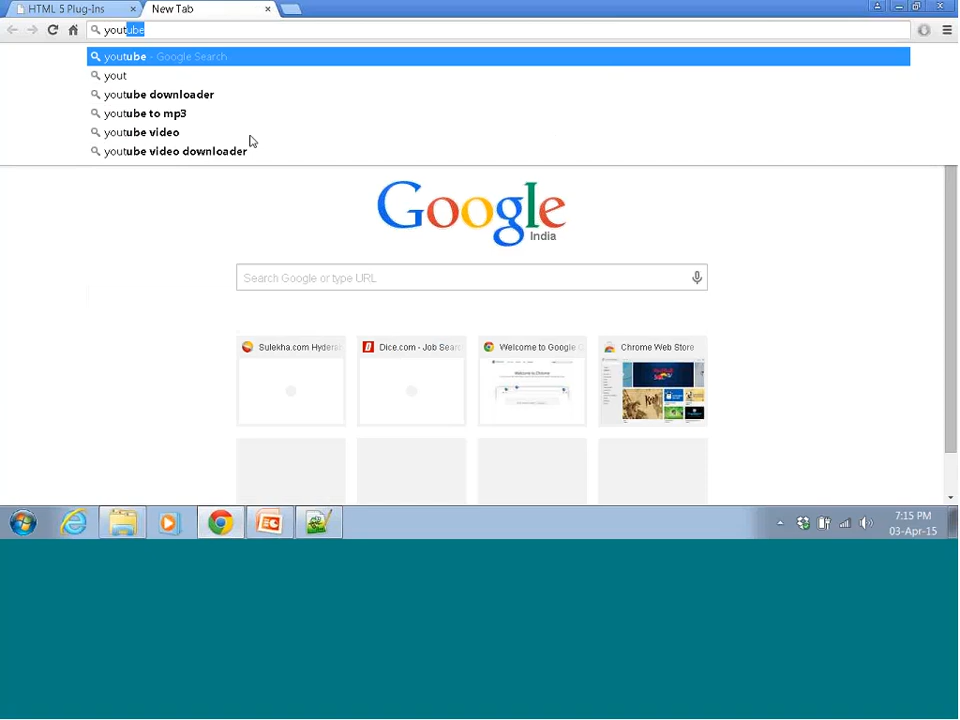 HTML 5 Plug-Ins
New Tab
youtube
youtube - Google Search
yout
youtube downloader
youtube to mp3
youtube video
youtube video downloader
Google
India
Search Google or type URL
Sulekha.com Hydera
Dice.com - Job Searc
Welcome to Google C
Chrome Web Store
7:15 PM
03-Apr-15